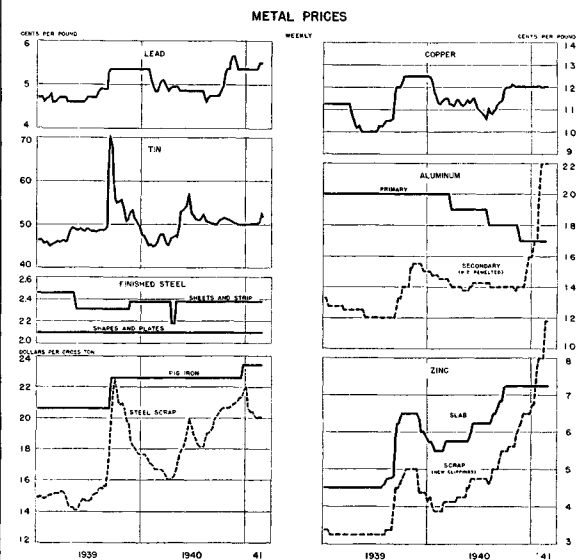 METAL PRICES
CENTS PER POUND
WEEKLY
CENTS PER POUND
LEAD
6
5
4
TIN
70
60
50
40
FINISHED STEEL
2.6
2.4
2.2
2.0
SHEETS AND STRIP
SHAPES AND PLATES
DOLLARS PER GROSS TON
24
22
20
18
16
14
12
PIG IRON
STEEL SCRAP
1939
1940
41
COPPER
14
13
12
11
10
9
ALUMINUM
PRIMARY
22
20
18
16
14
12
10
SECONDARY
ZINC
8
7
6
5
4
3
SLAB
SCRAP
(NEW CLIPPINGS)
1939
1940
'41